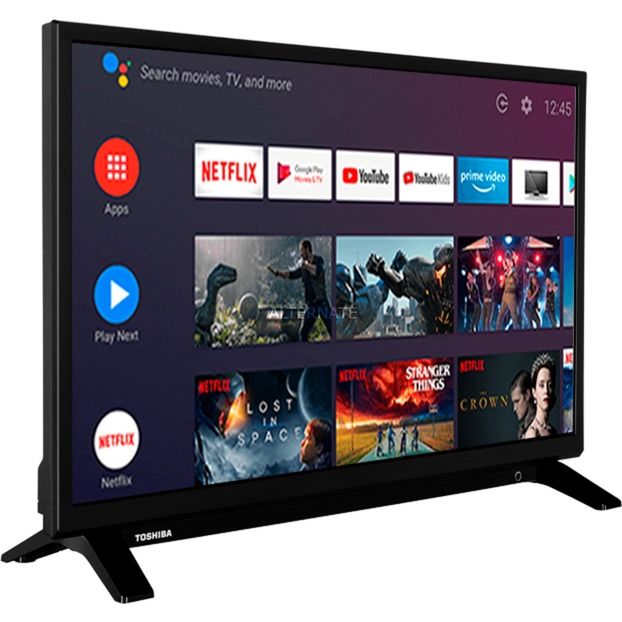 Search movies, TV, and more
12:45
NETFLIX
Google Play
Movies & TV
YouTube
YouTube Kids
prime video
Apps
ALTERNATE
Play Next
NETFLIX
LOST
IN
SPACE
NETFLIX
STRANGER
THINGS
NETFLIX
THE
CROWN
NETFLIX
Netflix
TOSHIBA